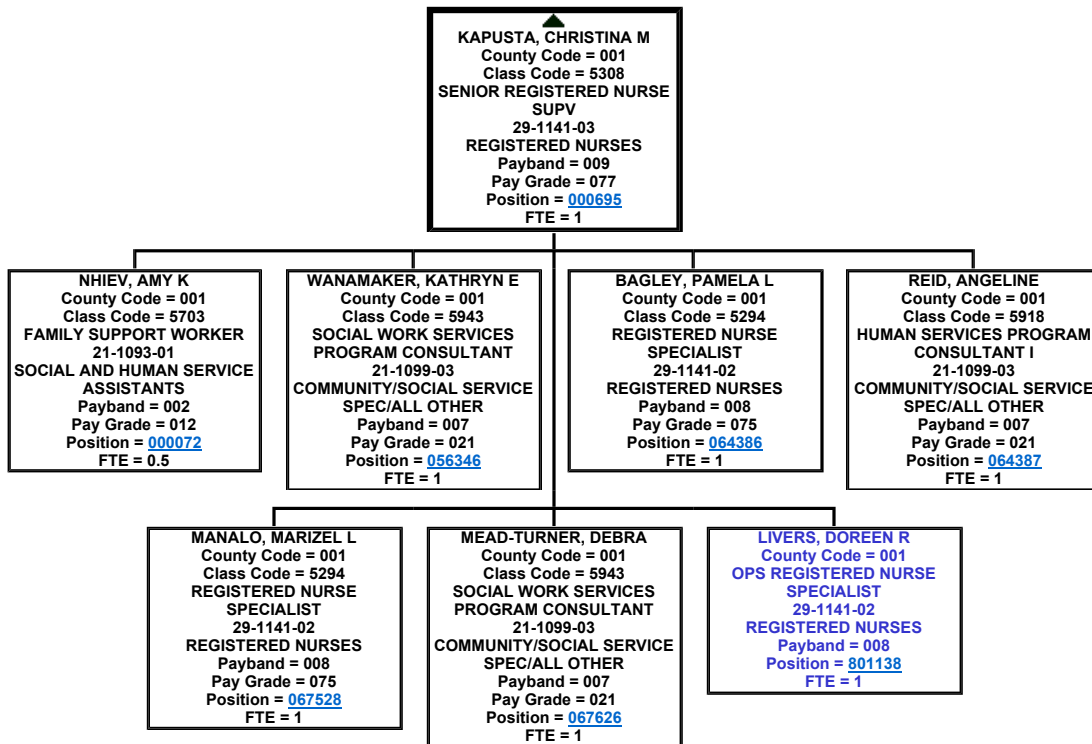 KAPUSTA, CHRISTINA M
County Code = 001
Class Code = 5308
SENIOR REGISTERED NURSE
SUPV
29-1141-03
REGISTERED NURSES
Payband = 009
Pay Grade = 077
Position = 000695
FTE = 1
NHIEV, AMY K
County Code = 001
Class Code = 5703
FAMILY SUPPORT WORKER
21-1093-01
SOCIAL AND HUMAN SERVICE
ASSISTANTS
Payband = 002
Pay Grade = 012
Position = 000072
FTE = 0.5
WANAMAKER, KATHRYN E
County Code = 001
Class Code = 5943
SOCIAL WORK SERVICES
PROGRAM CONSULTANT
21-1099-03
COMMUNITY/SOCIAL SERVICE
SPEC/ALL OTHER
Payband = 007
Pay Grade = 021
Position = 056346
FTE = 1
BAGLEY, PAMELA L
County Code = 001
Class Code = 5294
REGISTERED NURSE
SPECIALIST
29-1141-02
REGISTERED NURSES
Payband = 008
Pay Grade = 075
Position = 064386
FTE = 1
REID, ANGELINE
County Code = 001
Class Code = 5918
HUMAN SERVICES PROGRAM
CONSULTANT I
21-1099-03
COMMUNITY/SOCIAL SERVICE
SPEC/ALL OTHER
Payband = 007
Pay Grade = 021
Position = 064387
FTE = 1
MANALO, MARIZEL L
County Code = 001
Class Code = 5294
REGISTERED NURSE
SPECIALIST
29-1141-02
REGISTERED NURSES
Payband = 008
Pay Grade = 075
Position = 067528
FTE = 1
MEAD-TURNER, DEBRA
County Code = 001
Class Code = 5943
SOCIAL WORK SERVICES
PROGRAM CONSULTANT
21-1099-03
COMMUNITY/SOCIAL SERVICE
SPEC/ALL OTHER
Payband = 007
Pay Grade = 021
Position = 067626
FTE = 1
LIVERS, DOREEN R
County Code = 001
OPS REGISTERED NURSE
SPECIALIST
29-1141-02
REGISTERED NURSES
Payband = 008
Position = 801138
FTE = 1